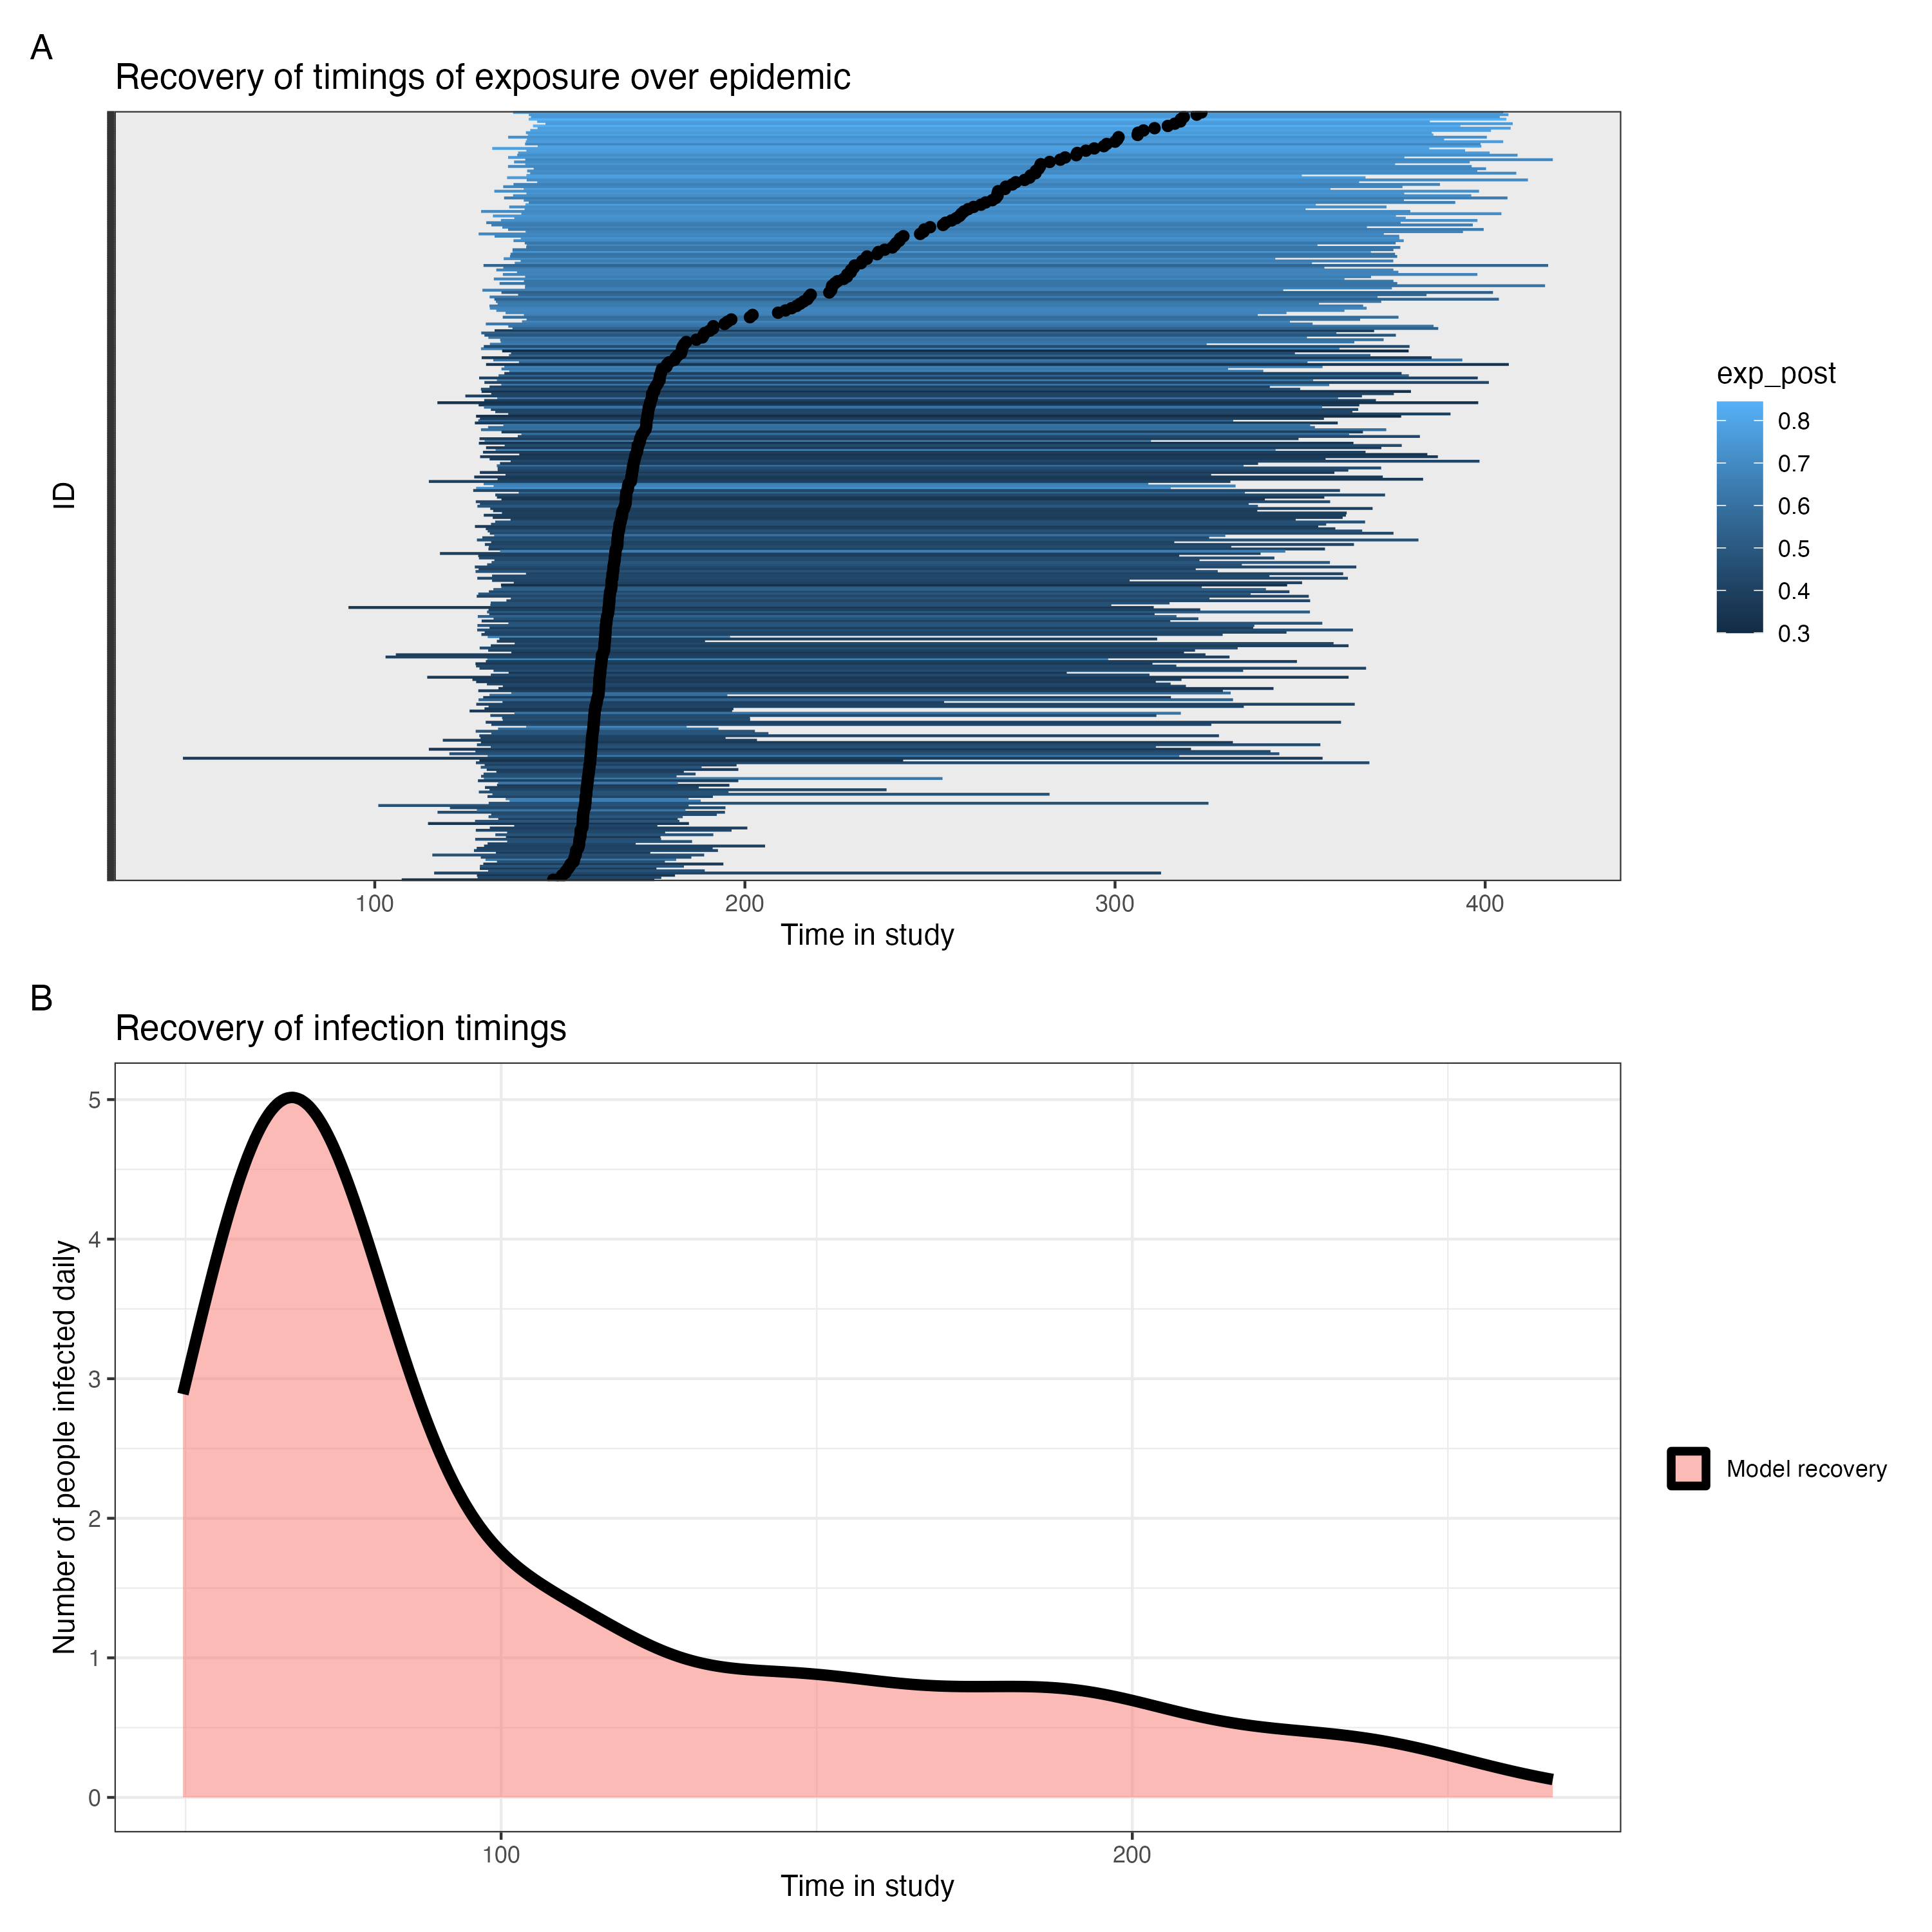 A
Recovery of timings of exposure over epidemic
ID
100 200 300 400
Time in study
exp_post
0.8
0.7
0.6
0.5
0.4
0.3
B
Recovery of infection timings
Number of people infected daily
5
4
3
2
1
0
100 200
Time in study
Model recovery